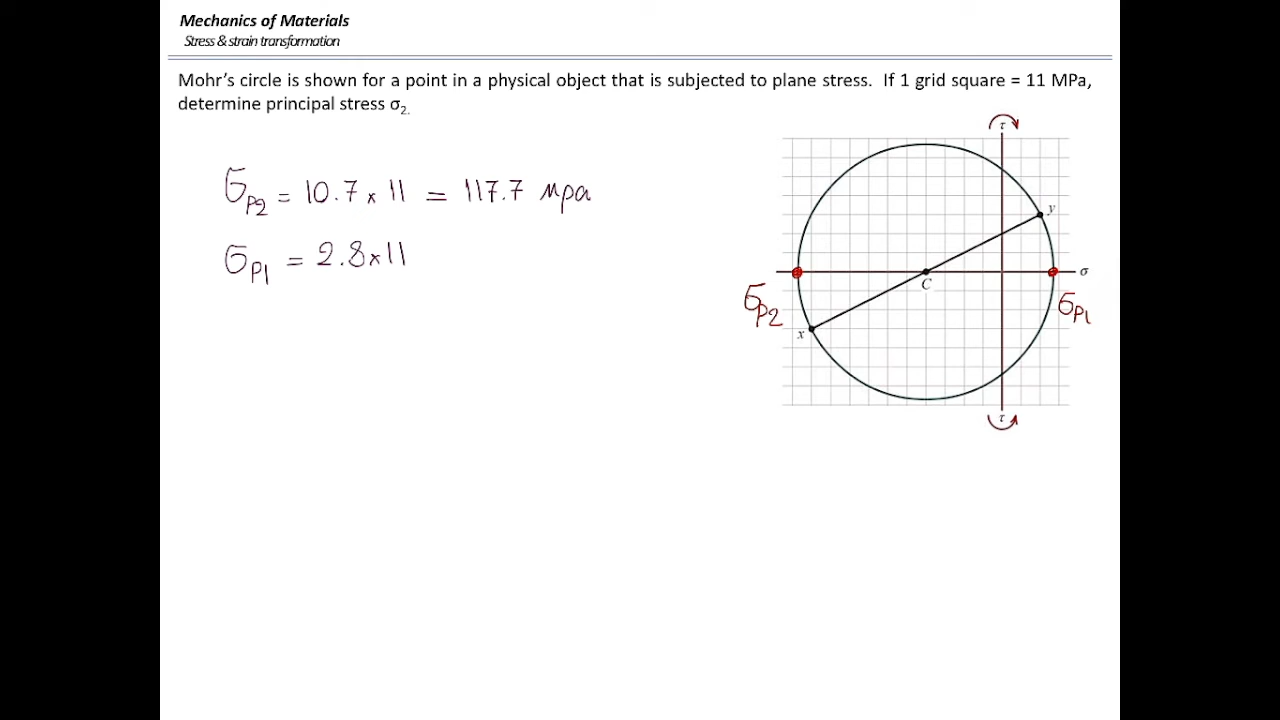 Mechanics of Materials
Stress & strain transformation
Mohr’s circle is shown for a point in a physical object that is subjected to plane stress. If 1 grid square = 11 MPa,
determine principal stress σ2.
σP2 = 10.7 × 11 = 117.7 mpa
σP1 = 2.8×11
τ
y
σ
C
σP2
σP1
x
τ